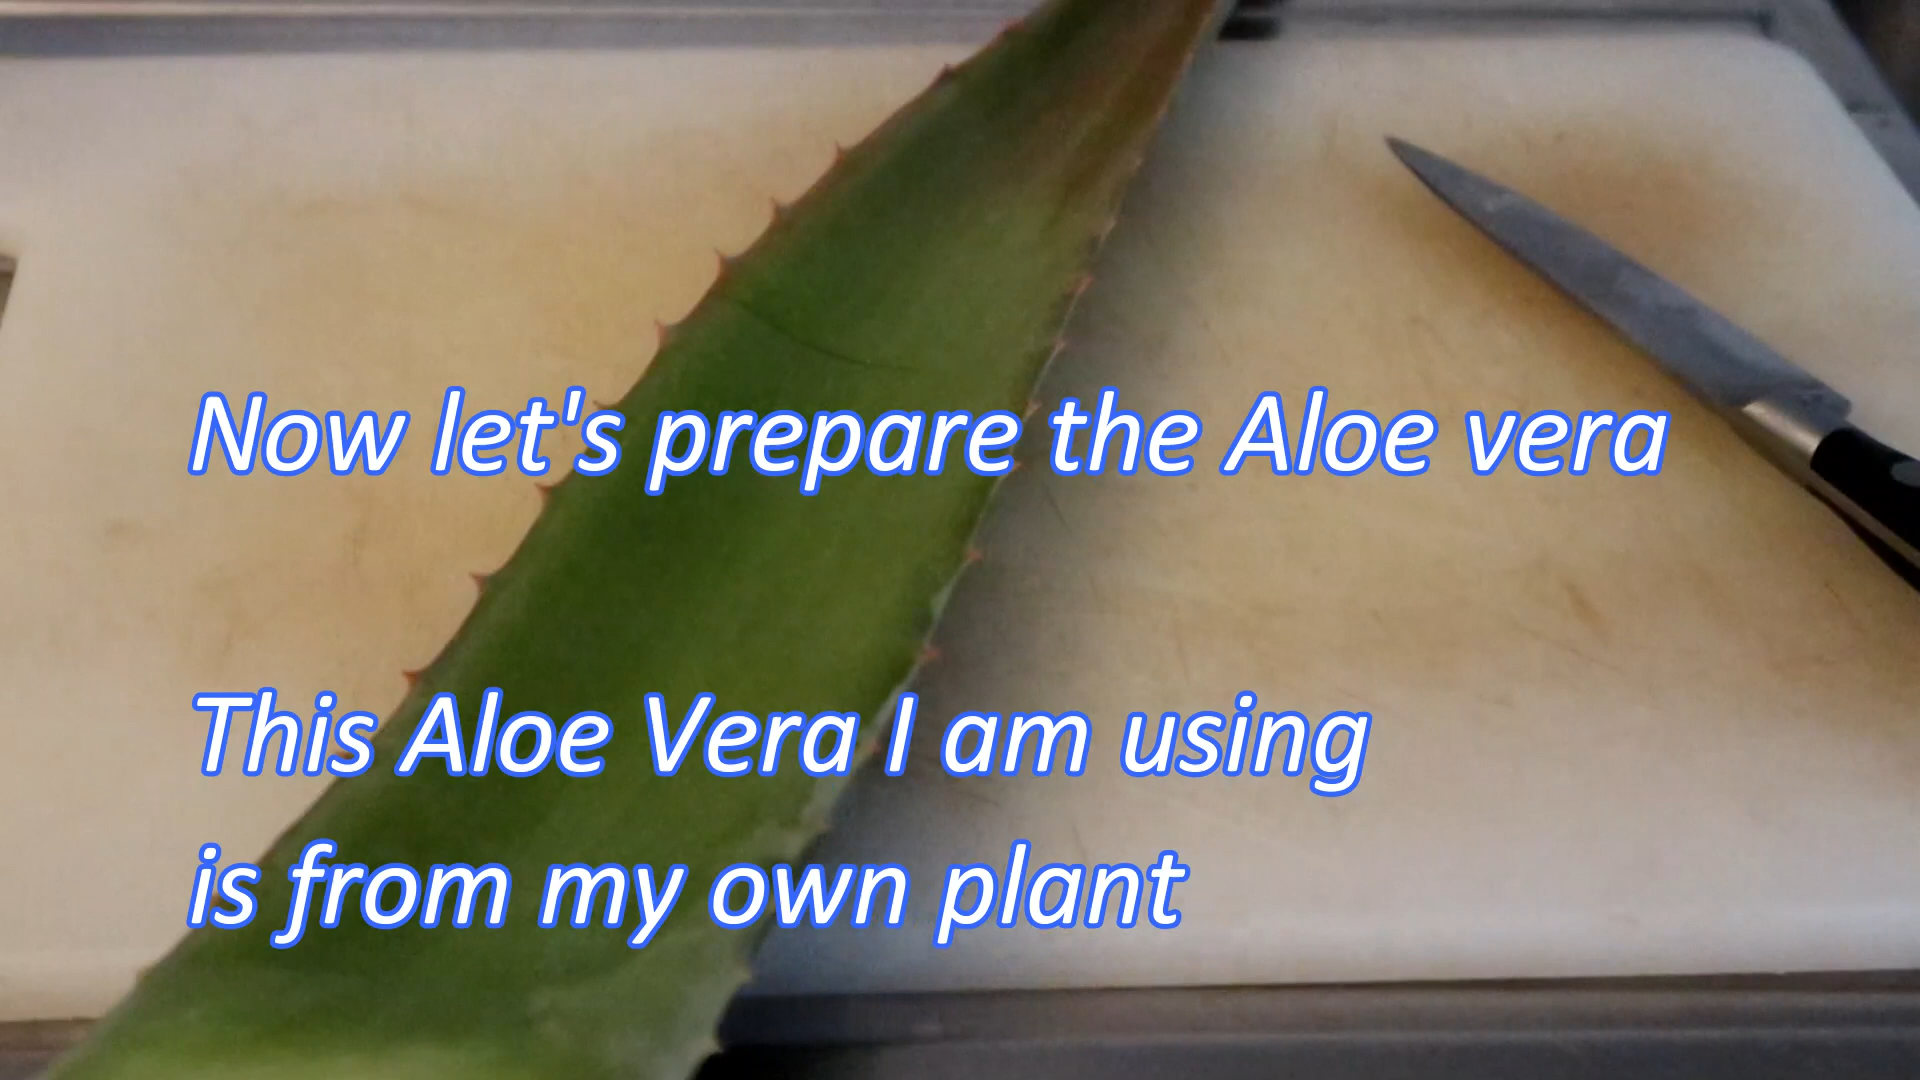 Now let's prepare the Aloe vera
This Aloe Vera I am using
is from my own plant